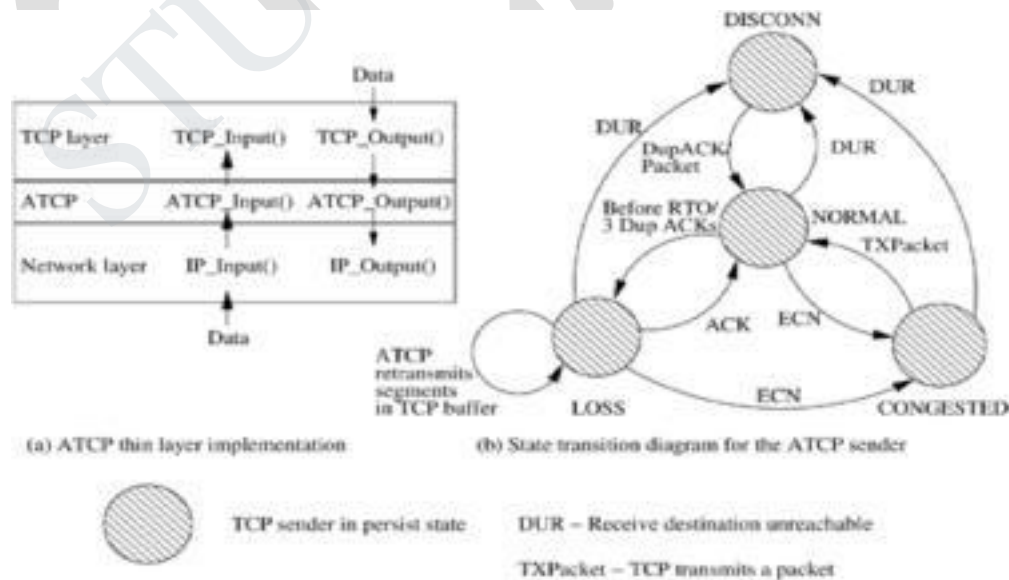 STU
Data
TCP layer TCP_Input() TCP_Output()
ATCP ATCP_Input() ATCP_Output()
Network layer IP_Input() IP_Output()
Data
(a) ATCP thin layer implementation
DISCONN
DUR
DUR
DupACK/
Packet
DUR
Before RTO/
3 Dup ACKs
NORMAL
TXPacket
ACK
ECN
ATCP
retransmits
segments
in TCP buffer
LOSS
ECN
CONGESTED
(b) State transition diagram for the ATCP sender
TCP sender in persist state
DUR – Receive destination unreachable
TXPacket – TCP transmits a packet